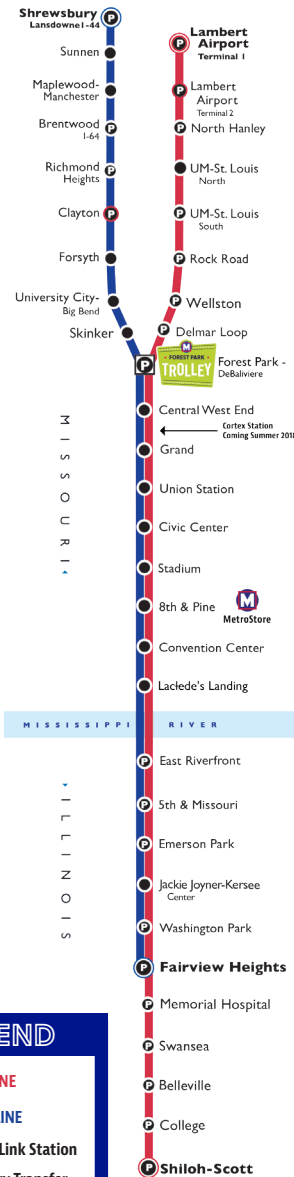 Shrewsbury
Lansdowne I-44
Sunnen
Maplewood-
Manchester
Brentwood
I-64
Richmond
Heights
Clayton
Forsyth
University City-
Big Bend
Skinker
Lambert
Airport
Terminal 1
Lambert
Airport
Terminal 2
North Hanley
UM-St. Louis
North
UM-St. Louis
South
Rock Road
Wellston
Delmar Loop
FOREST PARK
TROLLEY
Forest Park -
DeBaliviere
Central West End
Cortex Station
Coming Summer 2018
Grand
Union Station
Civic Center
Stadium
8th & Pine
M
MetroStore
Convention Center
Laclede's Landing
MISSOURI
MISSISSIPPI RIVER
ILLINOIS
East Riverfront
5th & Missouri
Emerson Park
Jackie Joyner-Kersee
Center
Washington Park
Fairview Heights
Memorial Hospital
Swansea
Belleville
College
Shiloh-Scott
END
NE
INE
Link Station